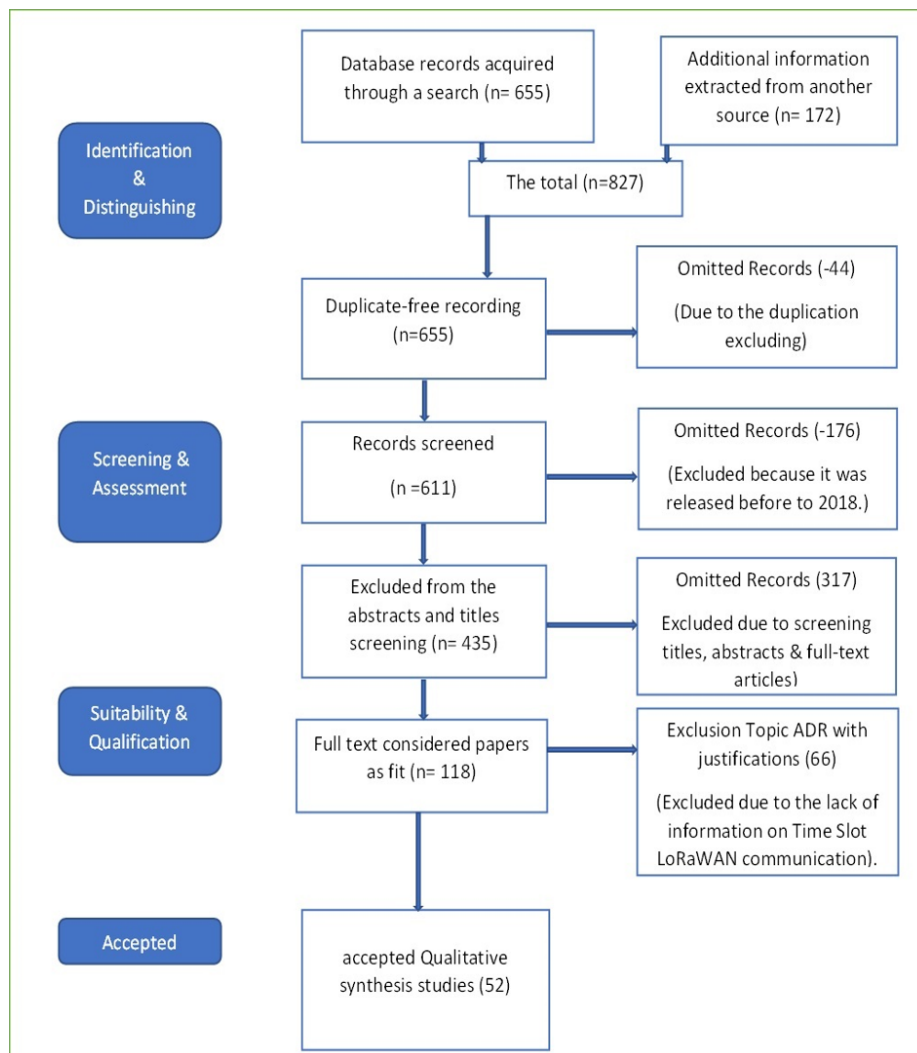 Database records acquired
through a search (n= 655)
Additional information
extracted from another
source (n= 172)
Identification
&
Distinguishing
The total (n=827)
Duplicate-free recording
(n=655)
Omitted Records (-44)
(Due to the duplication
excluding)
Screening &
Assessment
Records screened
(n =611)
Omitted Records (-176)
(Excluded because it was
released before to 2018.)
Excluded from the
abstracts and titles
screening (n= 435)
Omitted Records (317)
Excluded due to screening
titles, abstracts & full-text
articles)
Suitability &
Qualification
Full text considered papers
as fit (n= 118)
Exclusion Topic ADR with
justifications (66)
(Excluded due to the lack of
information on Time Slot
LoRaWAN communication).
Accepted
accepted Qualitative
synthesis studies (52)